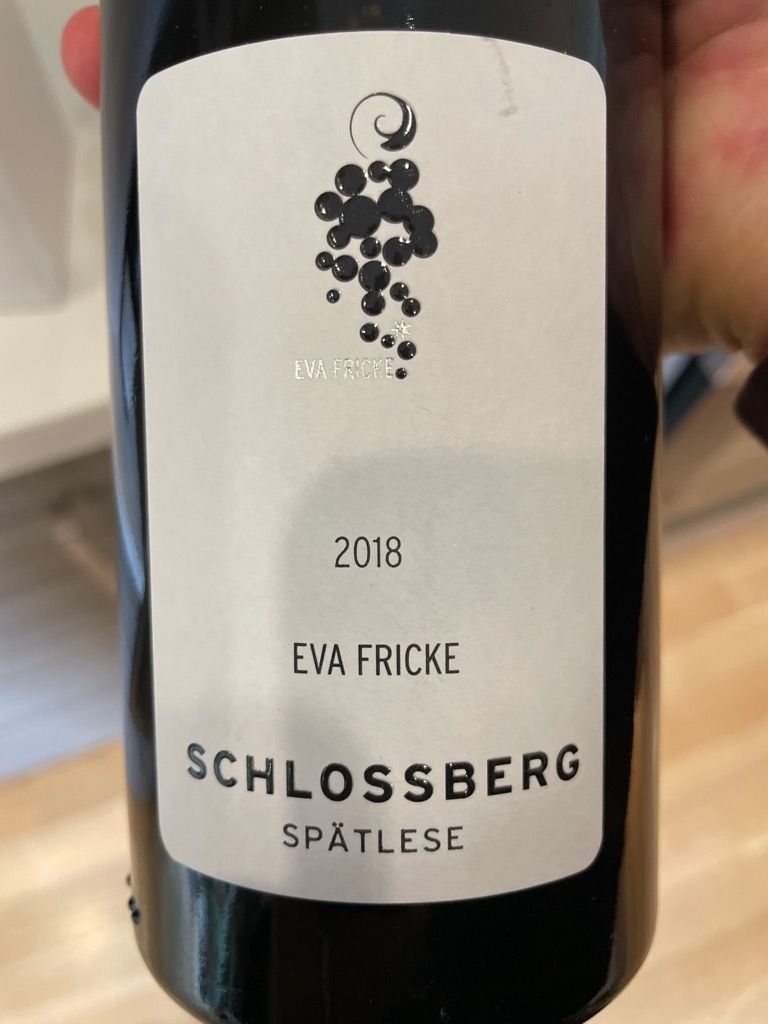 EVA FRICKE
2018
EVA FRICKE
SCHLOSSBERG
SPÄTLESE